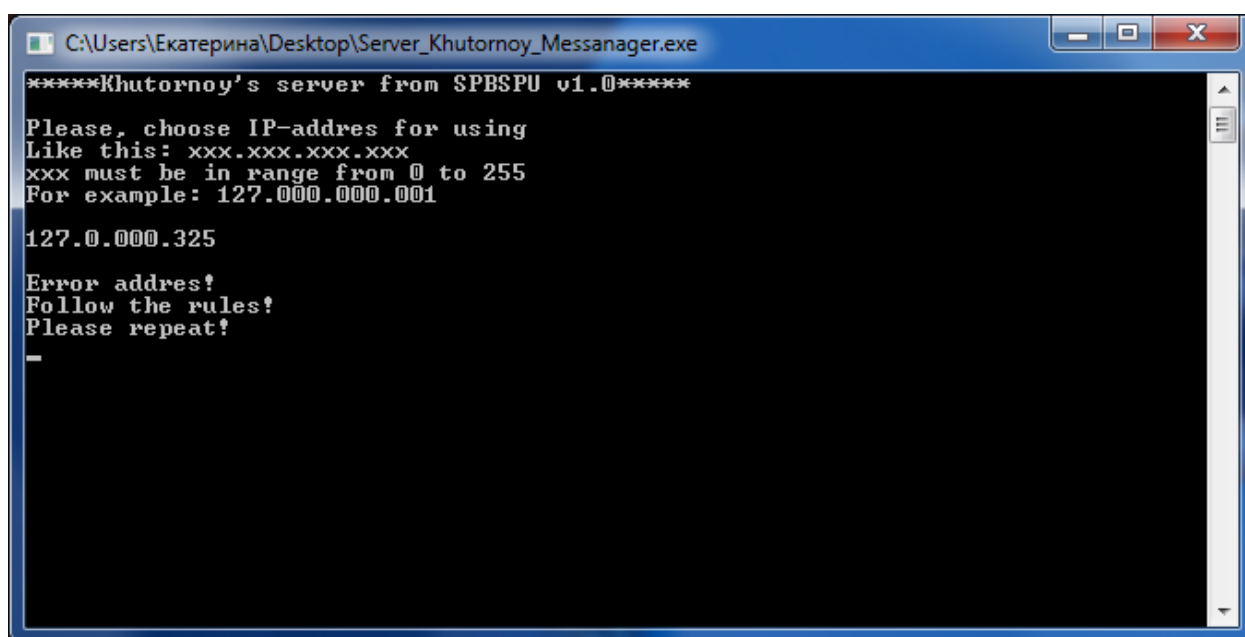 C:\Users\Екатерина\Desktop\Server_Khutornoy_Messanager.exe
*****Khutornoy's server from SPBSPU v1.0*****
Please, choose IP-addres for using
Like this: xxx.xxx.xxx.xxx
xxx must be in range from 0 to 255
For example: 127.000.000.001
127.0.000.325
Error addres!
Follow the rules!
Please repeat!